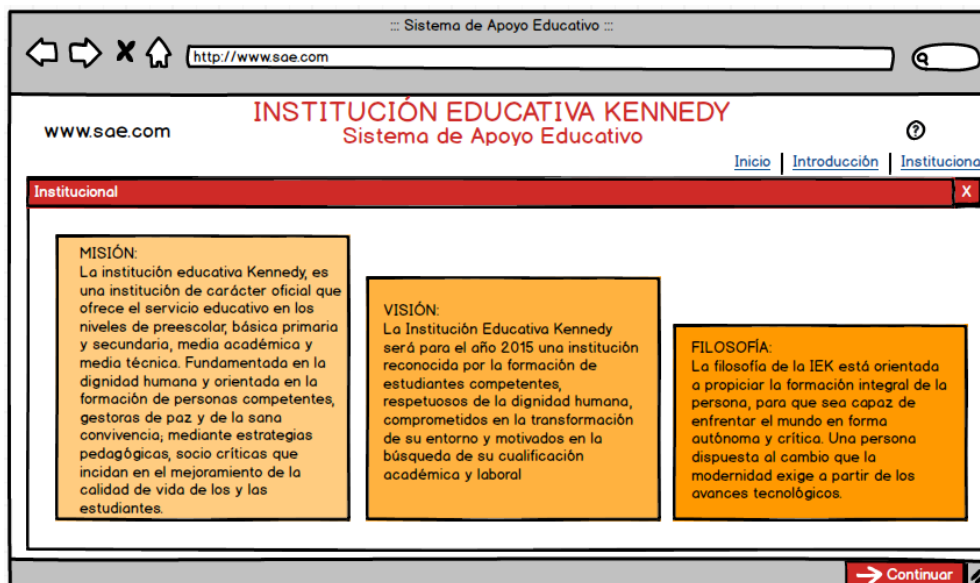 ::: Sistema de Apoyo Educativo :::
http://www.sae.com
INSTITUCIÓN EDUCATIVA KENNEDY
www.sae.com
Sistema de Apoyo Educativo
?
Inicio | Introducción | Instituciona
Institucional X
MISIÓN:
La institución educativa Kennedy, es
una institución de carácter oficial que
ofrece el servicio educativo en los
niveles de preescolar, básica primaria
y secundaria, media académica y
media técnica. Fundamentada en la
dignidad humana y orientada en la
formación de personas competentes,
gestoras de paz y de la sana
convivencia; mediante estrategias
pedagógicas, socio críticas que
incidan en el mejoramiento de la
calidad de vida de los y las
estudiantes.
VISIÓN:
La Institución Educativa Kennedy
será para el año 2015 una institución
reconocida por la formación de
estudiantes competentes,
respetuosos de la dignidad humana,
comprometidos en la transformación
de su entorno y motivados en la
búsqueda de su cualificación
académica y laboral
FILOSOFÍA:
La filosofía de la IEK está orientada
a propiciar la formación integral de la
persona, para que sea capaz de
enfrentar el mundo en forma
autónoma y crítica. Una persona
dispuesta al cambio que la
modernidad exige a partir de los
avances tecnológicos.
Continuar